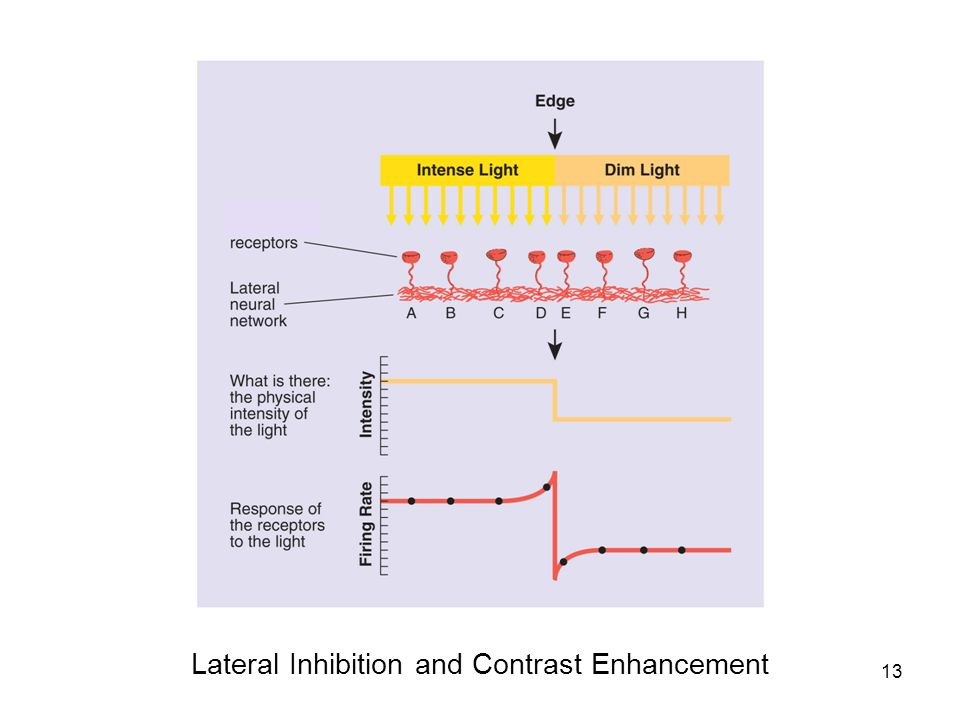 Edge
Intense Light
Dim Light
receptors
Lateral
neural
network
A B C D E F G H
What is there:
the physical
intensity of
the light
Intensity
Response of
the receptors
to the light
Firing Rate
Lateral Inhibition and Contrast Enhancement
13